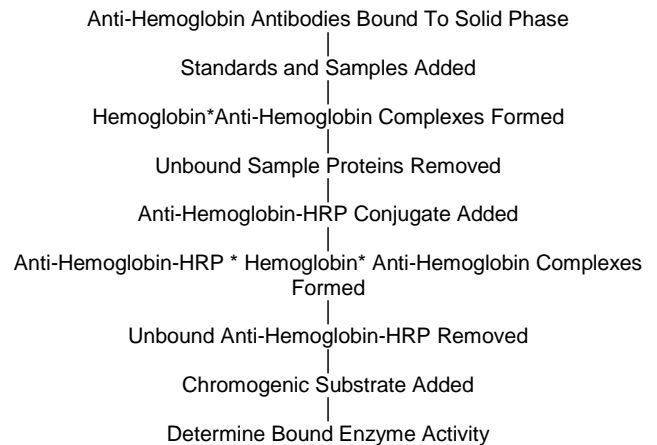 Anti-Hemoglobin Antibodies Bound To Solid Phase
Standards and Samples Added
Hemoglobin*Anti-Hemoglobin Complexes Formed
Unbound Sample Proteins Removed
Anti-Hemoglobin-HRP Conjugate Added
Anti-Hemoglobin-HRP * Hemoglobin* Anti-Hemoglobin Complexes
Formed
Unbound Anti-Hemoglobin-HRP Removed
Chromogenic Substrate Added
Determine Bound Enzyme Activity